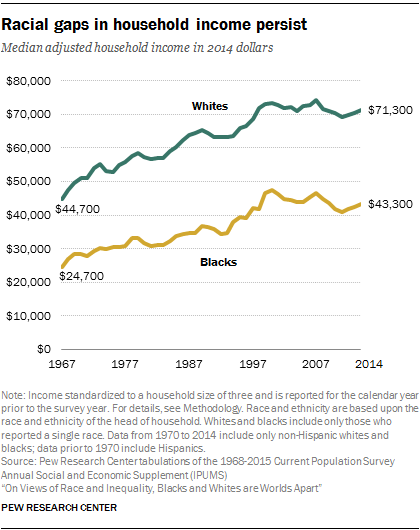 Racial gaps in household income persist
Median adjusted household income in 2014 dollars
$80,000
Whites
$70,000
$71,300
$60,000
$50,000
$44,700
$40,000
$43,300
$30,000
Blacks
$24,700
$20,000
$10,000
$0
1967 1977 1987 1997 2007 2014
Note: Income standardized to a household size of three and is reported for the calendar year
prior to the survey year. For details, see Methodology. Race and ethnicity are based upon the
race and ethnicity of the head of household. Whites and blacks include only those who
reported a single race. Data from 1970 to 2014 include only non-Hispanic whites and
blacks; data prior to 1970 include Hispanics.
Source: Pew Research Center tabulations of the 1968-2015 Current Population Survey
Annual Social and Economic Supplement (IPUMS)
“On Views of Race and Inequality, Blacks and Whites are Worlds Apart”
PEW RESEARCH CENTER